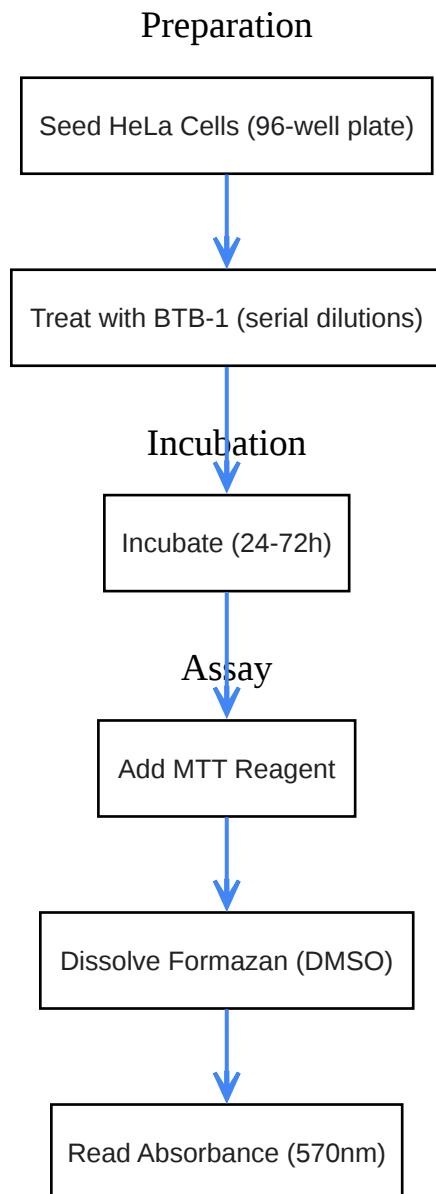 Preparation
Seed HeLa Cells (96-well plate)
Treat with BTB-1 (serial dilutions)
Incubation
Incubate (24-72h)
Assay
Add MTT Reagent
Dissolve Formazan (DMSO)
Read Absorbance (570nm)